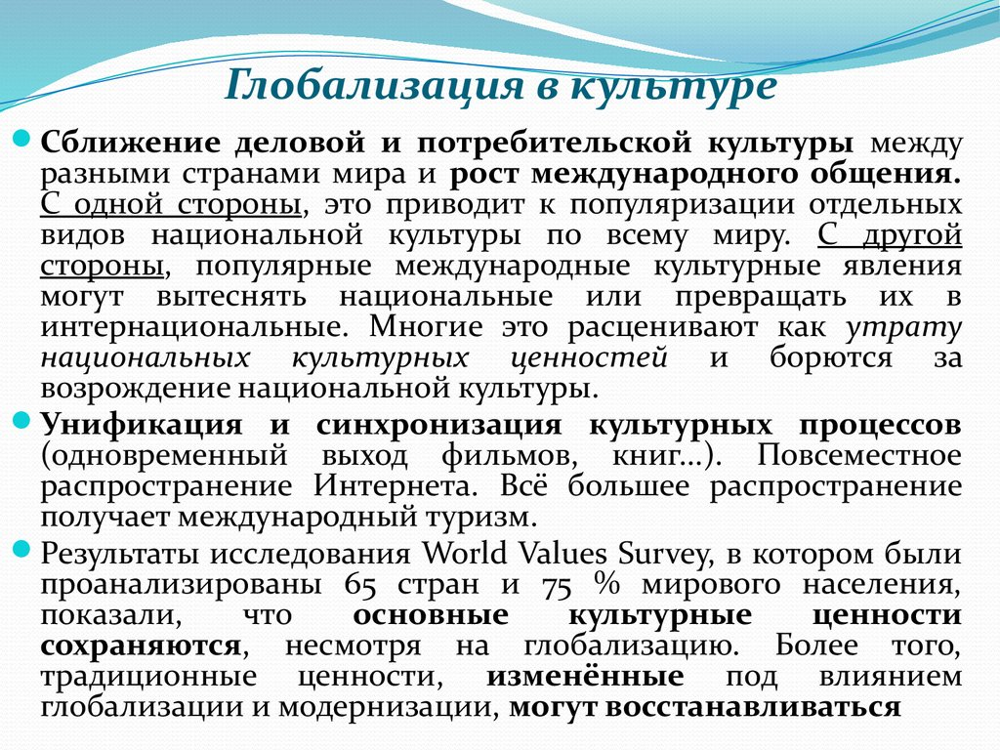 Глобализация в культуре
Сближение деловой и потребительской культуры между
разными странами мира и рост международного общения.
С одной стороны, это приводит к популяризации отдельных
видов национальной культуры по всему миру. С другой
стороны, популярные международные культурные явления
могут вытеснять национальные или превращать их в
интернациональные. Многие это расценивают как утрату
национальных культурных ценностей и борются за
возрождение национальной культуры.
Унификация и синхронизация культурных процессов
(одновременный выход фильмов, книг...). Повсеместное
распространение Интернета. Всё большее распространение
получает международный туризм.
Результаты исследования World Values Survey, в котором были
проанализированы 65 стран и 75 % мирового населения,
показали, что основные культурные ценности
сохраняются, несмотря на глобализацию. Более того,
традиционные ценности, изменённые под влиянием
глобализации и модернизации, могут восстанавливаться